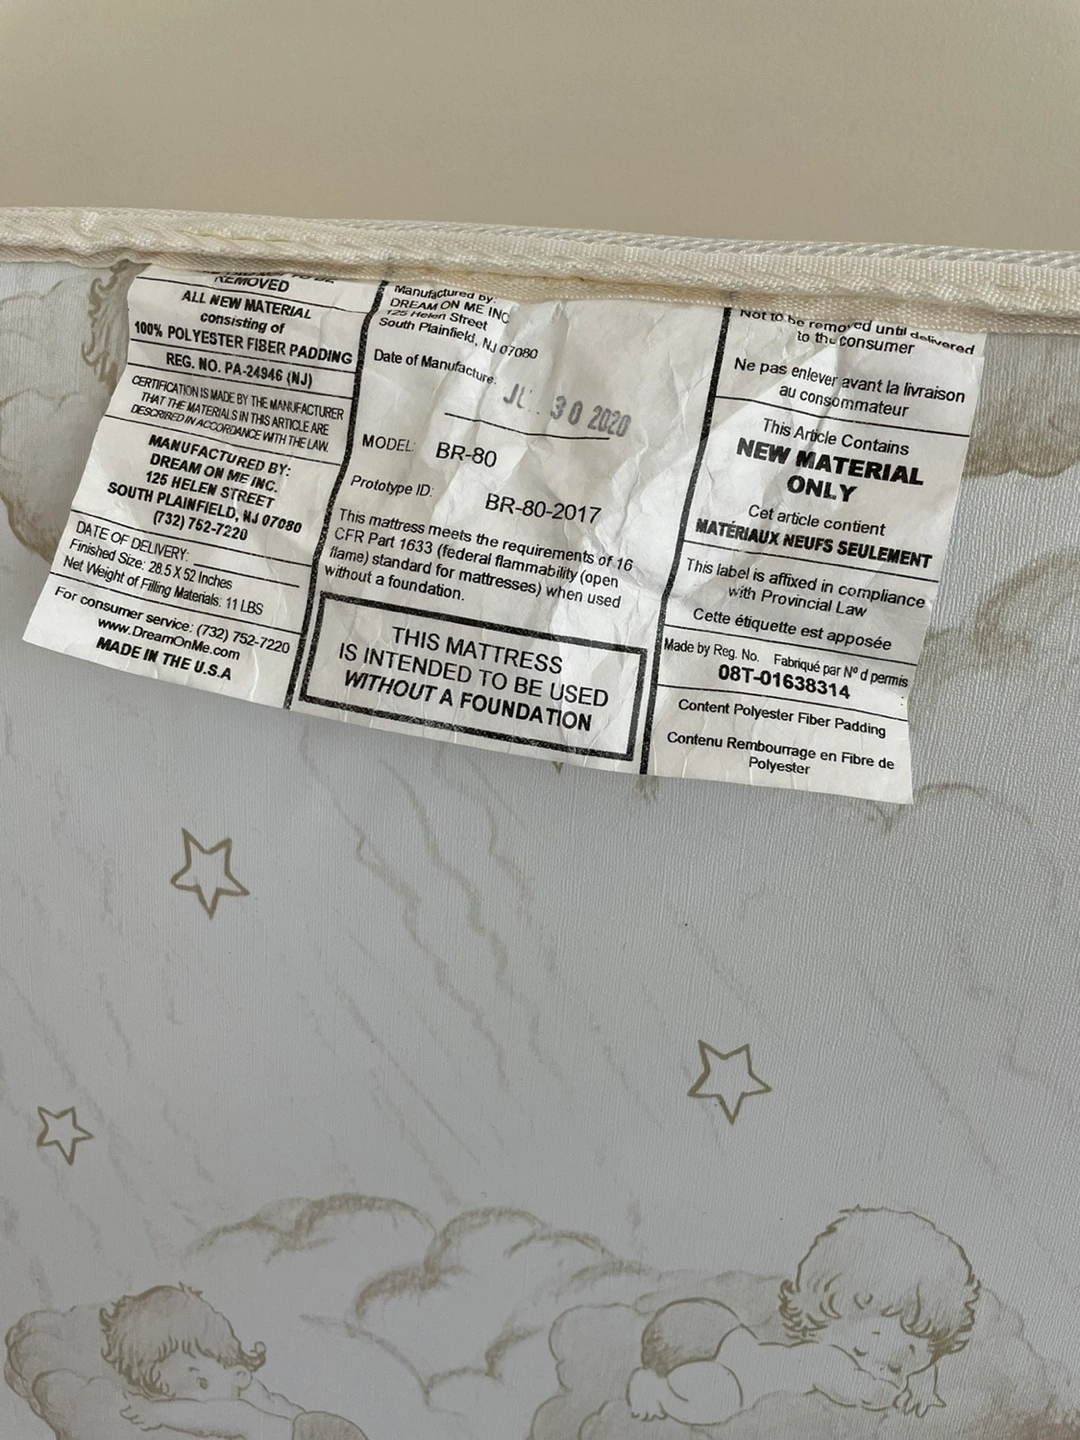 REMOVED
ALL NEW MATERIAL
consisting of
100% POLYESTER FIBER PADDING
REG. NO. PA-24946 (NJ)
CERTIFICATION IS MADE BY THE MANUFACTURER
THAT THE MATERIALS IN THIS ARTICLE ARE
DESCRIBED IN ACCORDANCE WITH THE LAW.
MANUFACTURED BY:
DREAM ON ME INC.
125 HELEN STREET
SOUTH PLAINFIELD, NJ 07080
(732) 752-7220
DATE OF DELIVERY:
Finished Size: 28.5 X 52 Inches
Net Weight of Filling Materials: 11 LBS
For consumer service: (732) 752-7220
www.DreamOnMe.com
MADE IN THE U.S.A
Manufactured by:
DREAM ON ME INC
125 Helen Street
South Plainfield, NJ 07080
Date of Manufacture:
30 2020
MODEL: BR-80
Prototype ID:
BR-80-2017
This mattress meets the requirements of 16
CFR Part 1633 (federal flammability (open
flame) standard for mattresses) when used
without a foundation.
THIS MATTRESS
IS INTENDED TO BE USED
WITHOUT A FOUNDATION
Not to be removed until delivered
to the consumer
Ne pas enlever avant la livraison
au consommateur
This Article Contains
NEW MATERIAL
ONLY
Cet article contient
MATÉRIAUX NEUFS SEULEMENT
This label is affixed in compliance
with Provincial Law
Cette étiquette est apposée
Made by Reg. No. Fabriqué par Nº d permis
08T-01638314
Content Polyester Fiber Padding
Contenu Rembourrage en Fibre de
Polyester